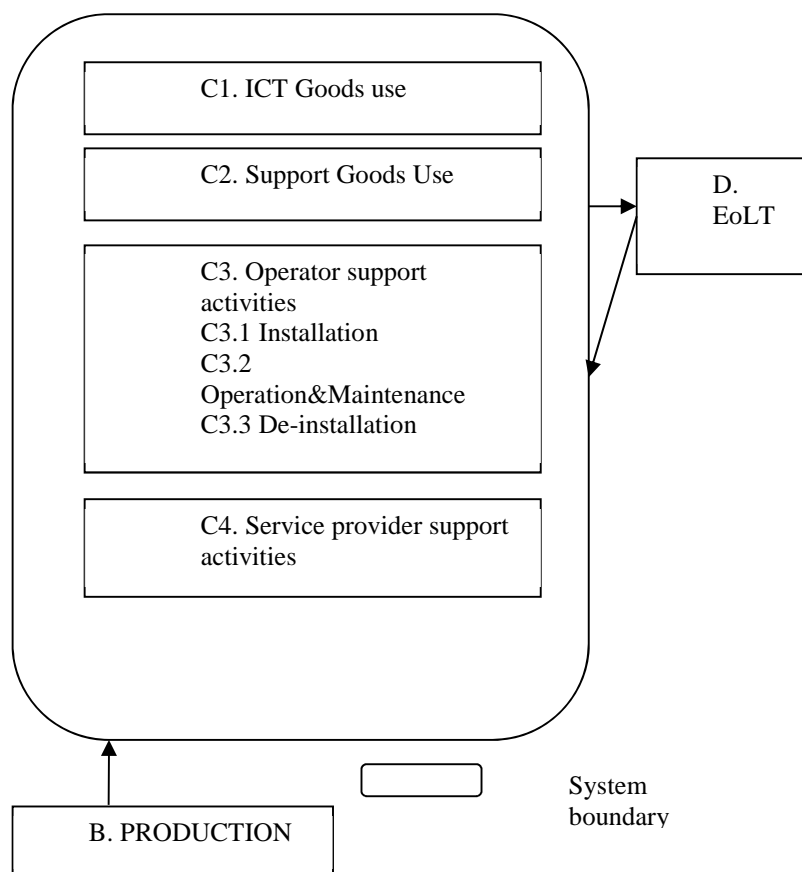 C1. ICT Goods use
C2. Support Goods Use
D.
EoLT
C3. Operator support
activities
C3.1 Installation
C3.2
Operation&Maintenance
C3.3 De-installation
C4. Service provider support
activities
System
boundary
B. PRODUCTION